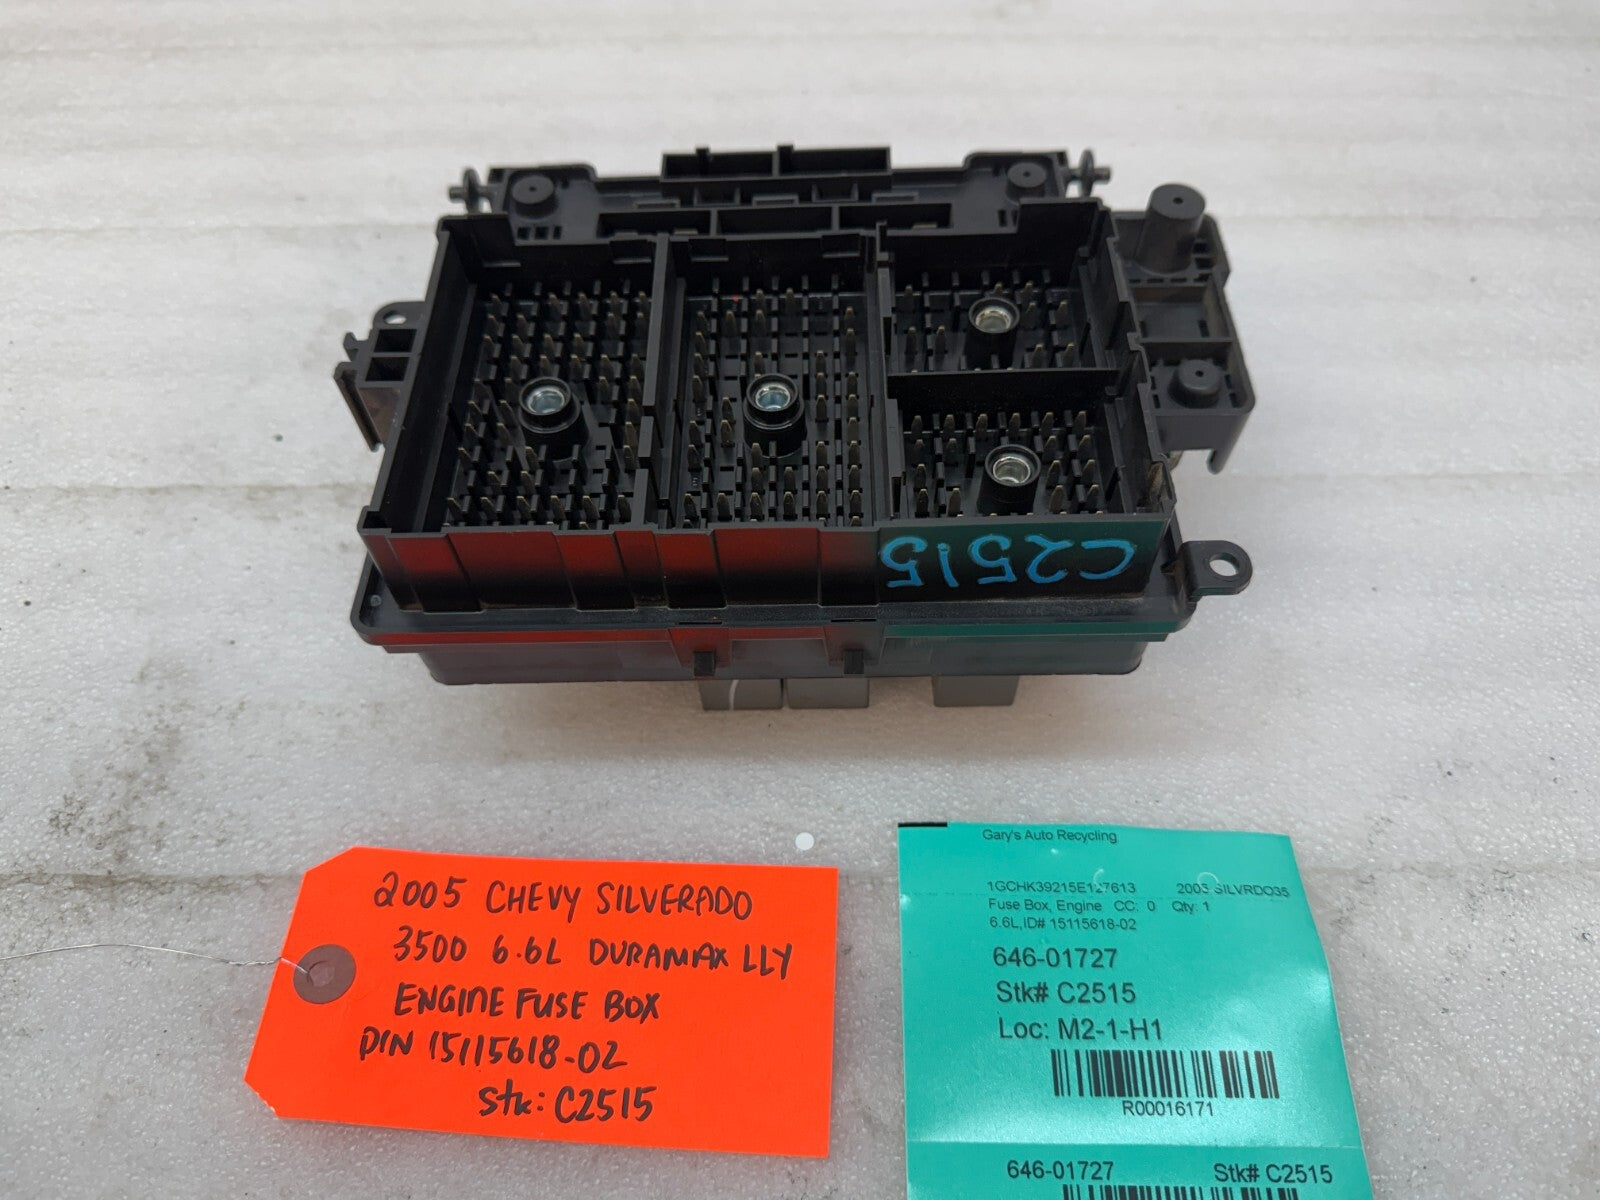 C2515
2005 CHEVY SILVERADO
3500 6.6L DURAMAX LLY
ENGINE FUSE BOX
P/N 15115618-02
Stk: C2515
Gary's Auto Recycling
1GCHK39215E127613 2005 SILVRDO35
Fuse Box, Engine CC: 0 Qty: 1
6.6L,ID# 15115618-02
646-01727
Stk# C2515
Loc: M2-1-H1
R00016171
646-01727 Stk# C2515